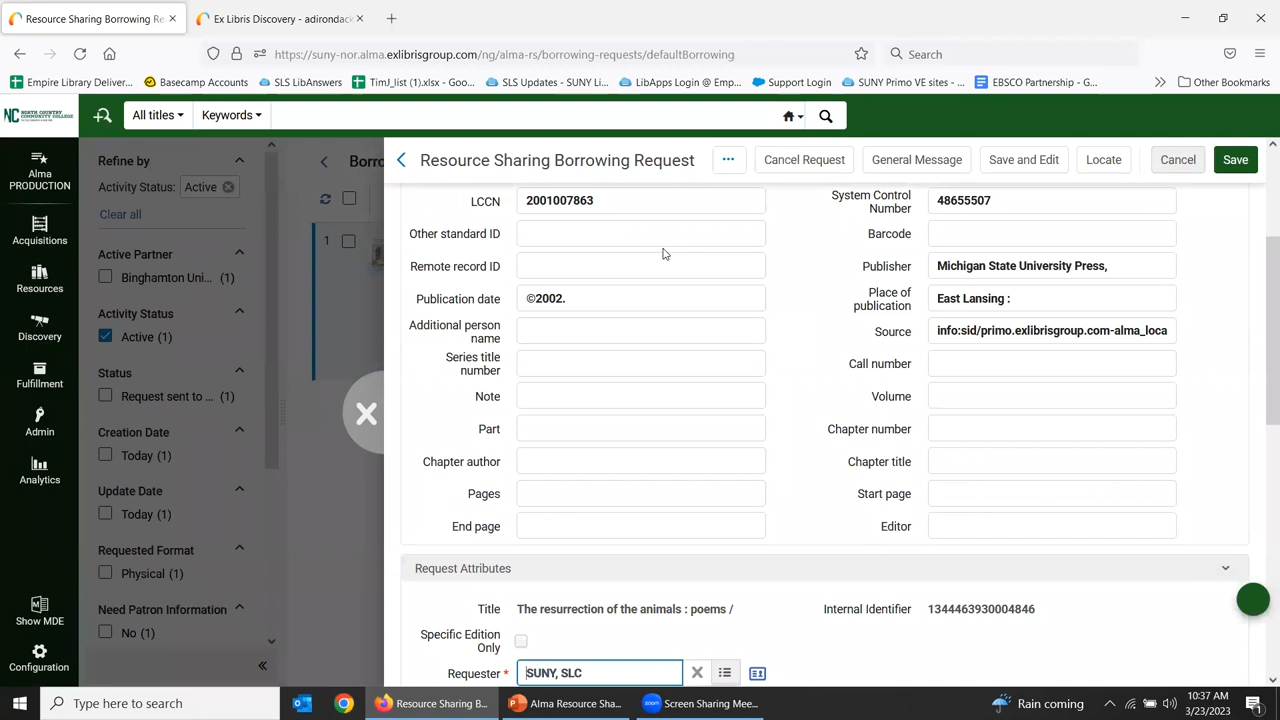 Resource Sharing Borrowing Re
Ex Libris Discovery - adirondack
https://suny-nor.alma.exlibrisgroup.com/ng/alma-rs/borrowing-requests/defaultBorrowing
Search
Empire Library Deliver...
Basecamp Accounts
SLS LibAnswers
TimJ_list (1).xlsx - Goo...
SLS Updates - SUNY Li...
LibApps Login @ Emp...
Support Login
SUNY Primo VE sites - ...
EBSCO Partnership - G...
Other Bookmarks
NC NORTH COUNTRY
COMMUNITY COLLEGE
All titles
Keywords
Alma
PRODUCTION
Acquisitions
Resources
Discovery
Fulfillment
Admin
Analytics
Show MDE
Configuration
Refine by
Activity Status: Active
Clear all
Active Partner
Binghamton Uni... (1)
Activity Status
Active (1)
Status
Request sent to ... (1)
Creation Date
Today (1)
Update Date
Today (1)
Requested Format
Physical (1)
Need Patron Information
No (1)
Borro
1
Resource Sharing Borrowing Request
Cancel Request
General Message
Save and Edit
Locate
Cancel
Save
LCCN 2001007863
System Control
Number 48655507
Other standard ID
Barcode
Remote record ID
Publisher Michigan State University Press,
Publication date ©2002.
Place of
publication East Lansing :
Additional person
name
Source info:sid/primo.exlibrisgroup.com-alma_loca
Series title
number
Call number
Note
Volume
Part
Chapter number
Chapter author
Chapter title
Pages
Start page
End page
Editor
Request Attributes
Title The resurrection of the animals : poems /
Internal Identifier 1344463930004846
Specific Edition
Only
Requester * SUNY, SLC
Type here to search
Resource Sharing B...
Alma Resource Sha...
Screen Sharing Mee...
Rain coming
10:37 AM
3/23/2023
1